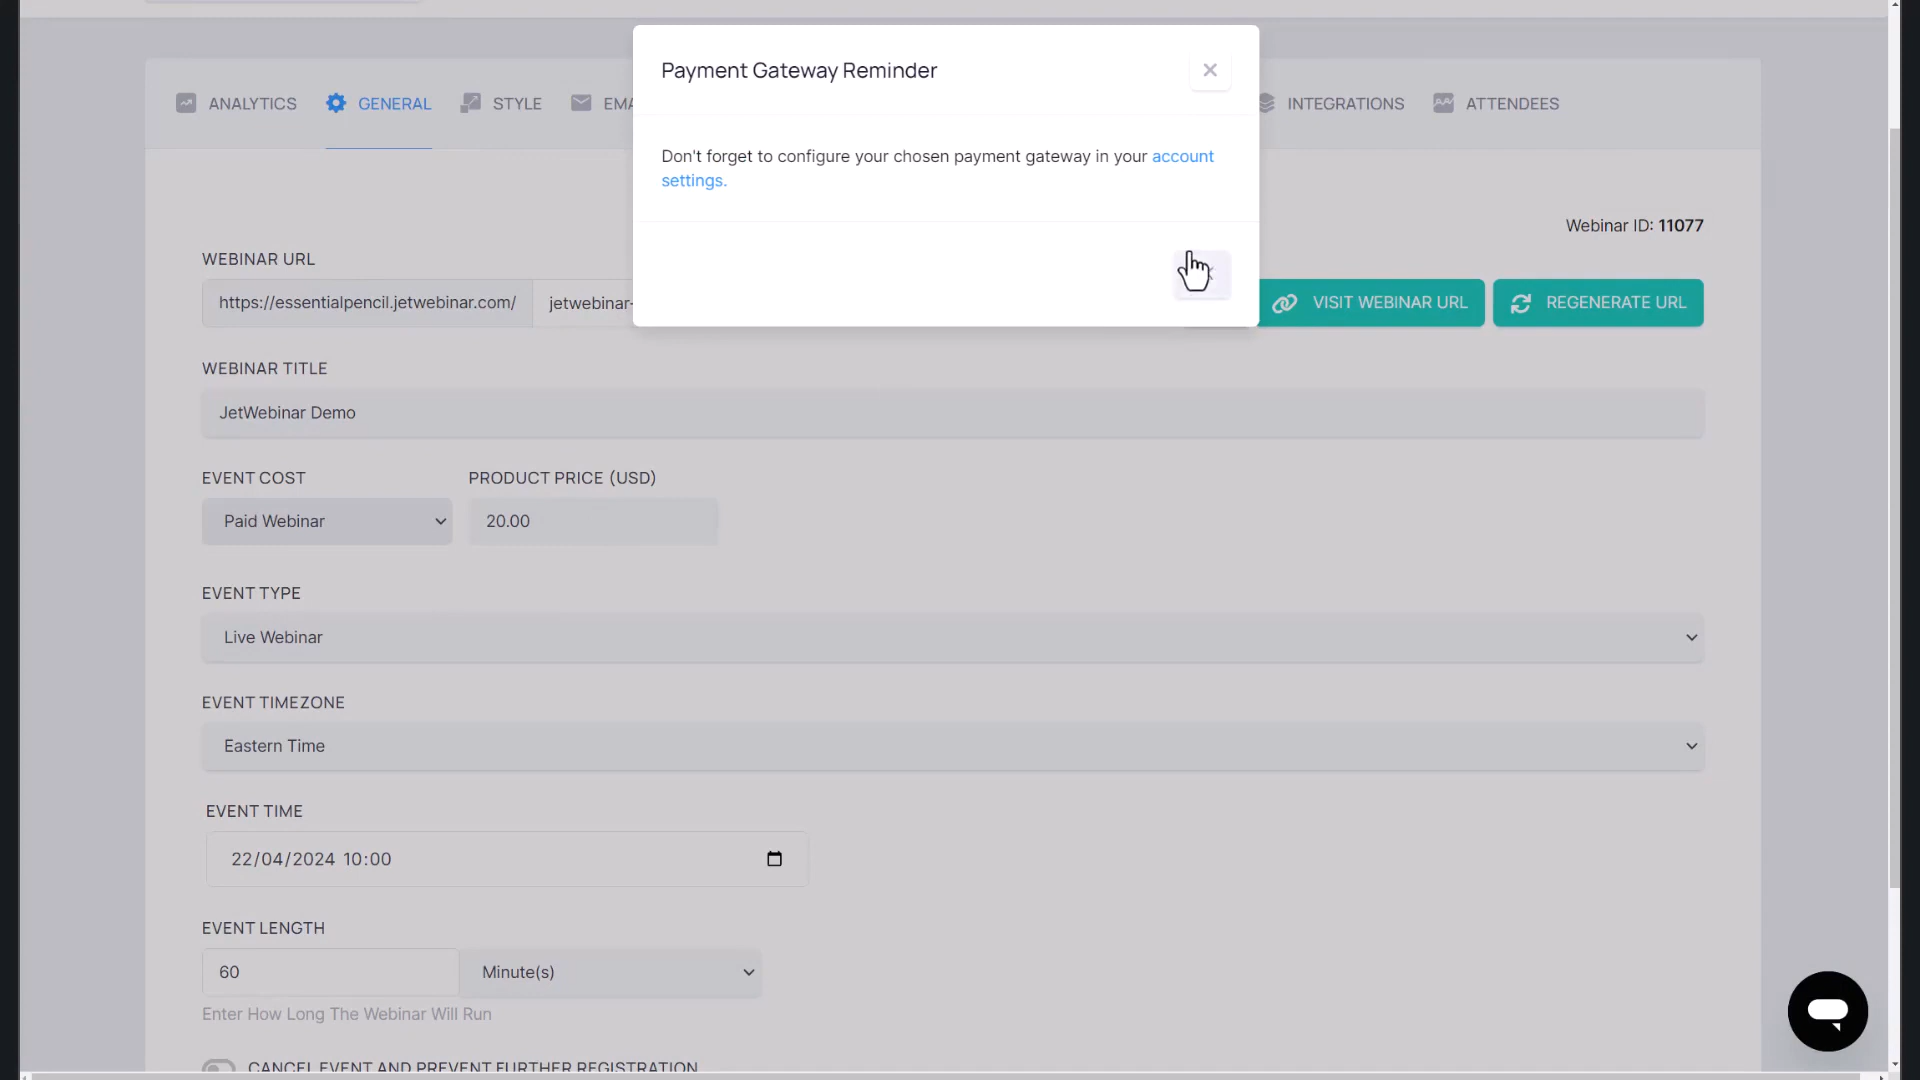 Payment Gateway Reminder
ANALYTICS
GENERAL
STYLE
INTEGRATIONS
ATTENDEES
Don't forget to configure your chosen payment gateway in your account
settings.
Webinar ID: 11077
WEBINAR URL
https://essentialpencil.jetwebinar.com/
jetwebinar-
VISIT WEBINAR URL
REGENERATE URL
WEBINAR TITLE
JetWebinar Demo
EVENT COST
PRODUCT PRICE (USD)
Paid Webinar
20.00
EVENT TYPE
Live Webinar
EVENT TIMEZONE
Eastern Time
EVENT TIME
22/04/2024 10:00
EVENT LENGTH
60
Minute(s)
Enter How Long The Webinar Will Run
CANCEL EVENT AND PREVENT FURTHER REGISTRATION